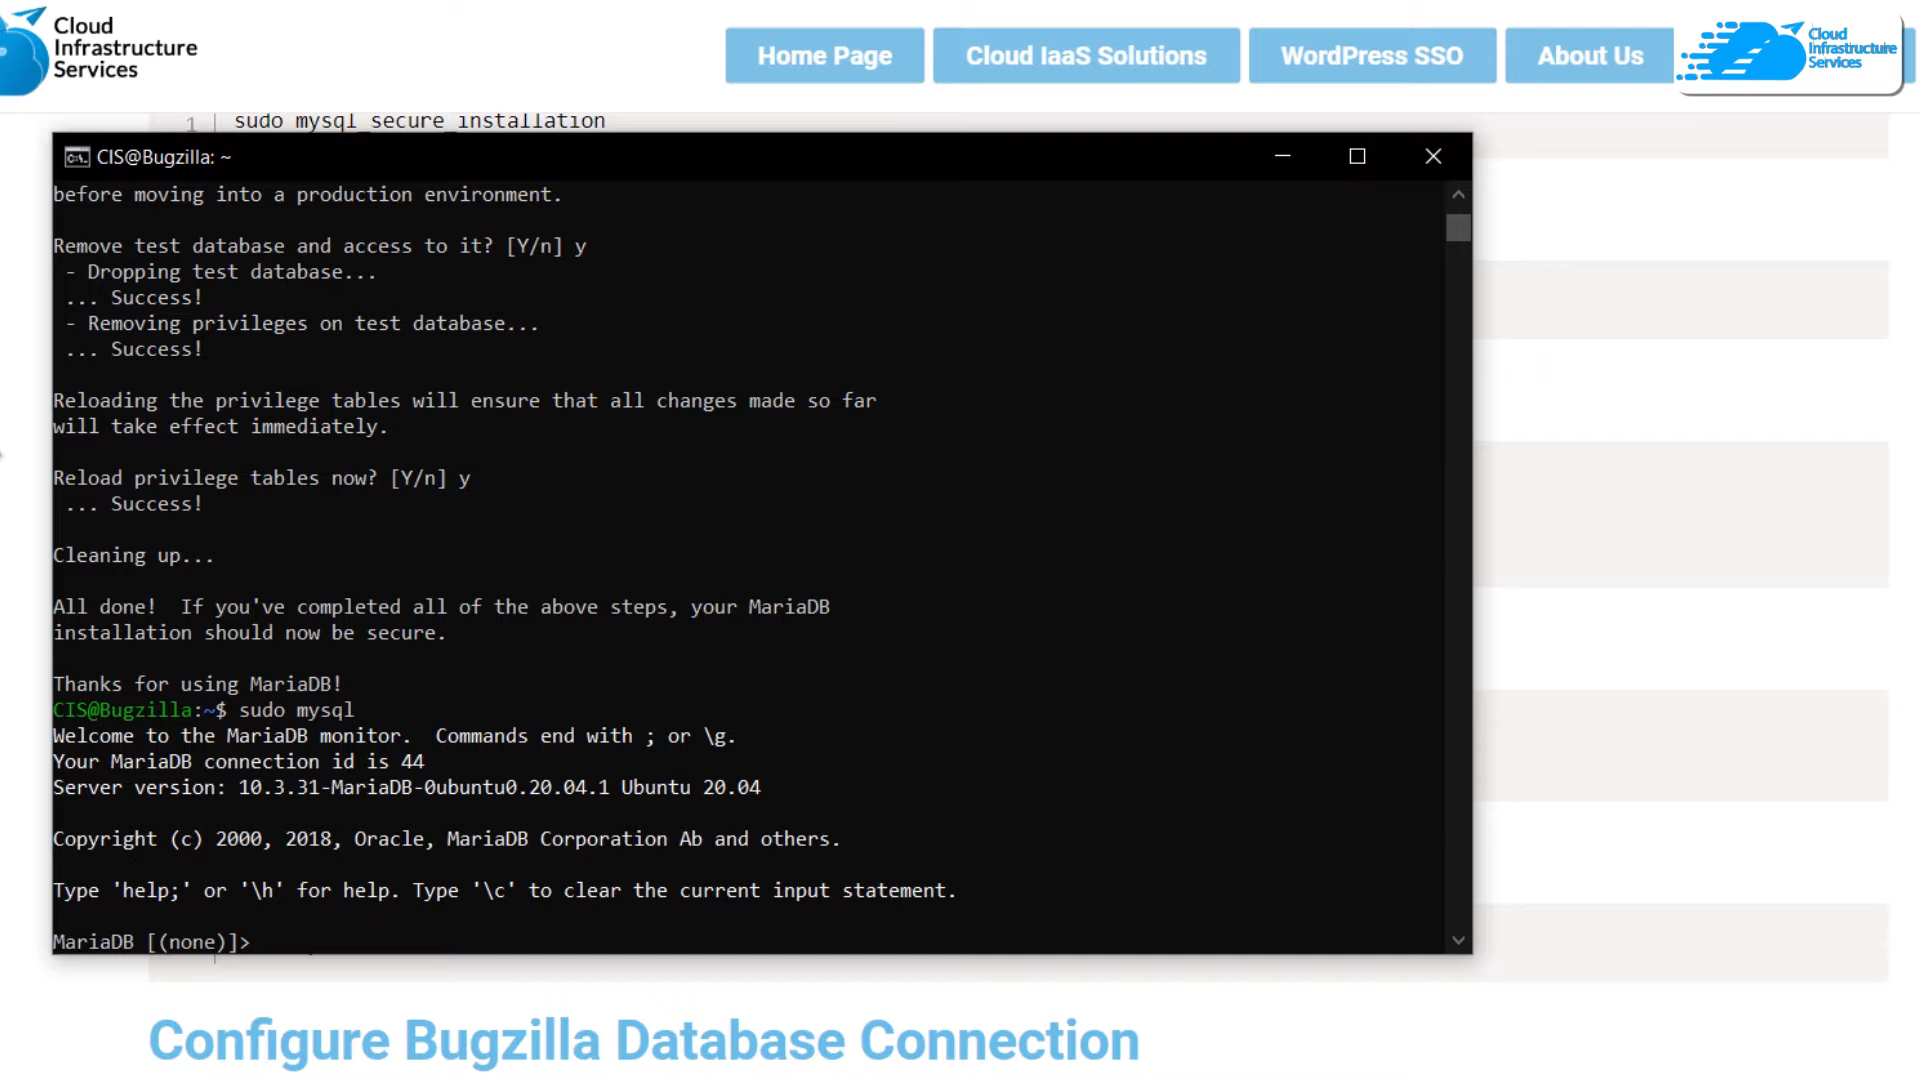 Cloud
Infrastructure
Services
Home Page
Cloud IaaS Solutions
WordPress SSO
About Us
Cloud
Infrastructure
Services
1
sudo mysql_secure_installation
CIS@Bugzilla: ~
before moving into a production environment.
Remove test database and access to it? [Y/n] y
- Dropping test database...
... Success!
- Removing privileges on test database...
... Success!
Reloading the privilege tables will ensure that all changes made so far
will take effect immediately.
Reload privilege tables now? [Y/n] y
... Success!
Cleaning up...
All done!  If you've completed all of the above steps, your MariaDB
installation should now be secure.
Thanks for using MariaDB!
CIS@Bugzilla:~$ sudo mysql
Welcome to the MariaDB monitor.  Commands end with ; or \g.
Your MariaDB connection id is 44
Server version: 10.3.31-MariaDB-0ubuntu0.20.04.1 Ubuntu 20.04
Copyright (c) 2000, 2018, Oracle, MariaDB Corporation Ab and others.
Type 'help;' or '\h' for help. Type '\c' to clear the current input statement.
MariaDB [(none)]>
Configure Bugzilla Database Connection